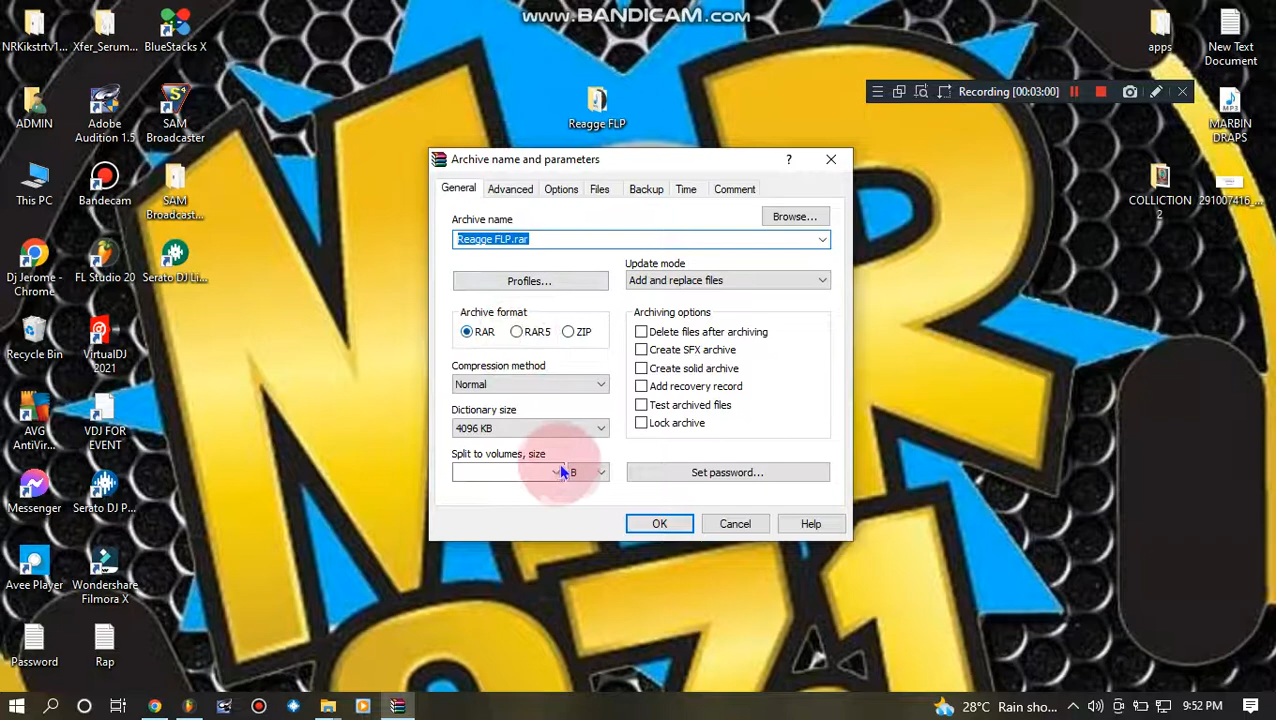 www.BANDICAM.com
NRKikstrtv1...
Xfer_Serum...
BlueStacks X
apps
New Text
Document
Recording [00:03:00]
ADMIN
Adobe
Audition 1.5
SAM
Broadcaster
Reagge FLP
MARBIN
DRAPS
This PC
Bandecam
SAM
Broadcast...
COLLICTION
2
291007416_...
Dj Jerome -
Chrome
FL Studio 20
Serato DJ Li...
Recycle Bin
VirtualDJ
2021
AVG
AntiVir...
VDJ FOR
EVENT
Messenger
Serato DJ P...
Avee Player
Wondershare
Filmora X
Password
Rap
Archive name and parameters
?
General
Advanced
Options
Files
Backup
Time
Comment
Archive name
Browse...
Reagge FLP.rar
Update mode
Profiles...
Add and replace files
Archive format
RAR
RAR5
ZIP
Archiving options
Delete files after archiving
Create SFX archive
Create solid archive
Add recovery record
Test archived files
Lock archive
Compression method
Normal
Dictionary size
4096 KB
Split to volumes, size
B
Set password...
OK
Cancel
Help
28°C Rain sho...
9:52 PM